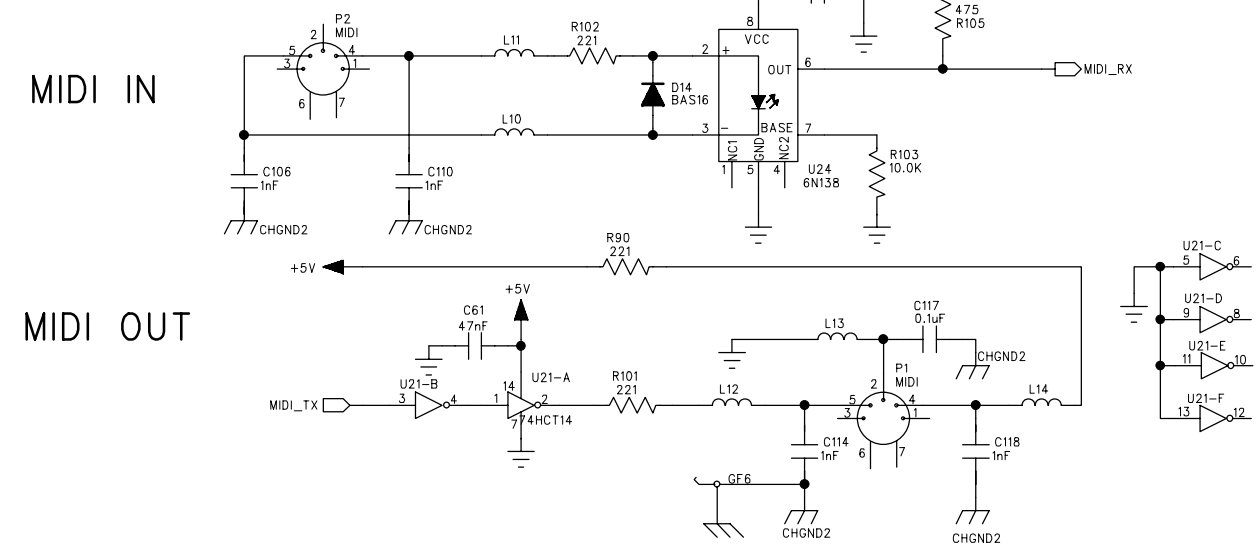 475
R105
P2
MIDI
R102
221
8
VCC
L11
2
5
4
3
1
6
7
2
+
OUT
6
MIDI_RX
MIDI IN
D14
BAS16
L10
3
−
BASE
7
NC1
GND
NC2
1
5
4
U24
6N138
R103
10.0K
C106
1nF
C110
1nF
CHGND2
CHGND2
R90
221
+5V
U21-C
5
6
+5V
MIDI OUT
C61
47nF
C117
0.1uF
L13
CHGND2
U21-D
9
8
U21-E
11
10
U21-F
13
12
MIDI_TX
U21-B
3
4
14
U21-A
1
2
7
74HCT14
R101
221
L12
P1
MIDI
2
5
4
3
1
6
7
L14
C114
1nF
C118
1nF
GF6
CHGND2
CHGND2